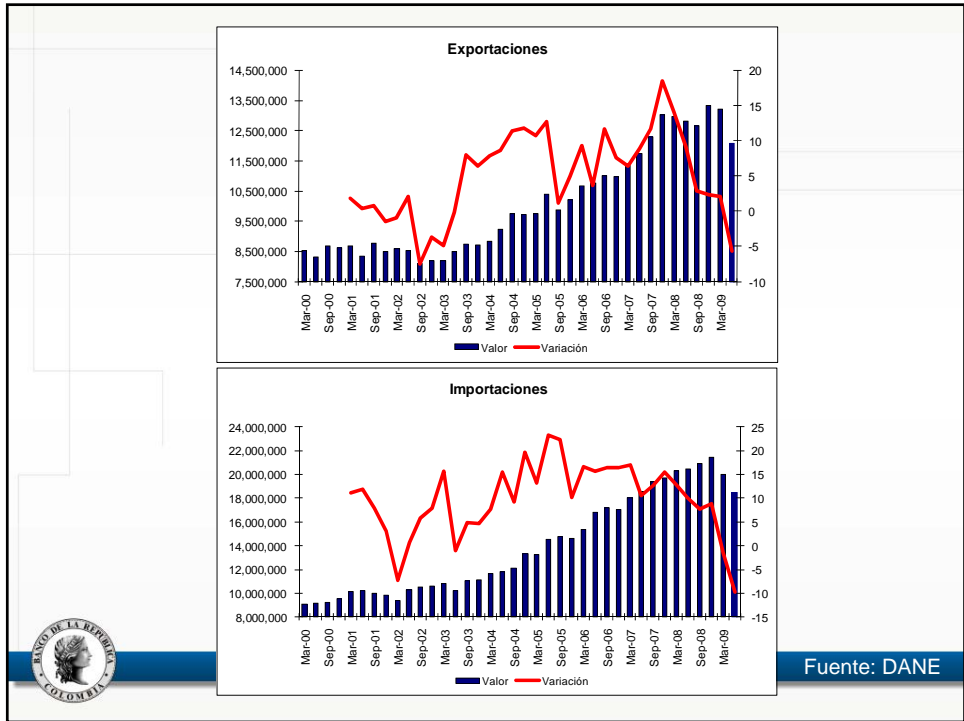 Exportaciones
14,500,000
13,500,000
12,500,000
11,500,000
10,500,000
9,500,000
8,500,000
7,500,000
20
15
10
5
0
-5
-10
Mar-00
Sep-00
Mar-01
Sep-01
Mar-02
Sep-02
Mar-03
Sep-03
Mar-04
Sep-04
Mar-05
Sep-05
Mar-06
Sep-06
Mar-07
Sep-07
Mar-08
Sep-08
Mar-09
Valor Variación
Importaciones
24,000,000
22,000,000
20,000,000
18,000,000
16,000,000
14,000,000
12,000,000
10,000,000
8,000,000
25
20
15
10
5
0
-5
-10
-15
Mar-00
Sep-00
Mar-01
Sep-01
Mar-02
Sep-02
Mar-03
Sep-03
Mar-04
Sep-04
Mar-05
Sep-05
Mar-06
Sep-06
Mar-07
Sep-07
Mar-08
Sep-08
Mar-09
Valor Variación
BANCO DE LA REPUBLICA
COLOMBIA
Fuente: DANE